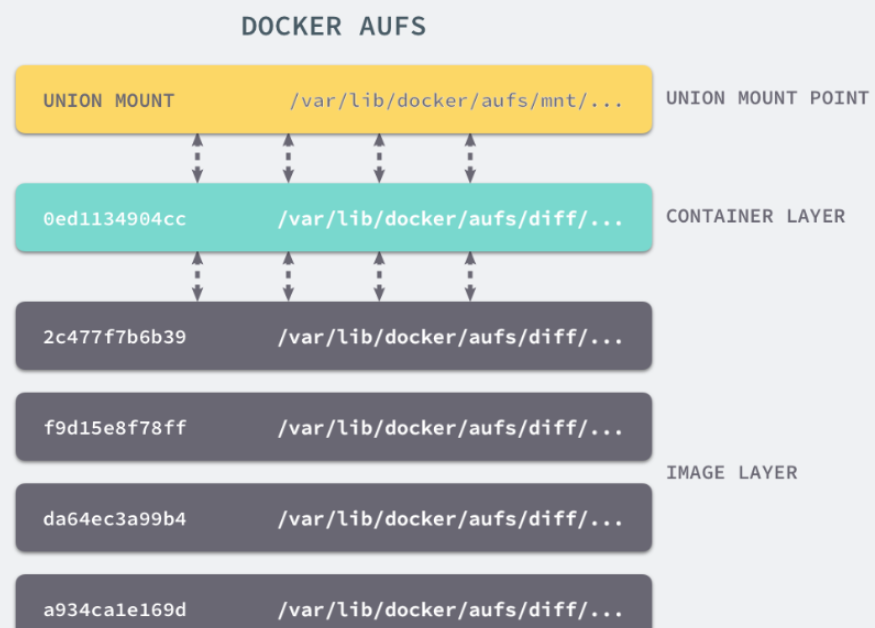 DOCKER AUFS
UNION MOUNT /var/lib/docker/aufs/mnt/... UNION MOUNT POINT
0ed1134904cc /var/lib/docker/aufs/diff/... CONTAINER LAYER
2c477f7b6b39 /var/lib/docker/aufs/diff/...
f9d15e8f78ff /var/lib/docker/aufs/diff/...
IMAGE LAYER
da64ec3a99b4 /var/lib/docker/aufs/diff/...
a934ca1e169d /var/lib/docker/aufs/diff/...